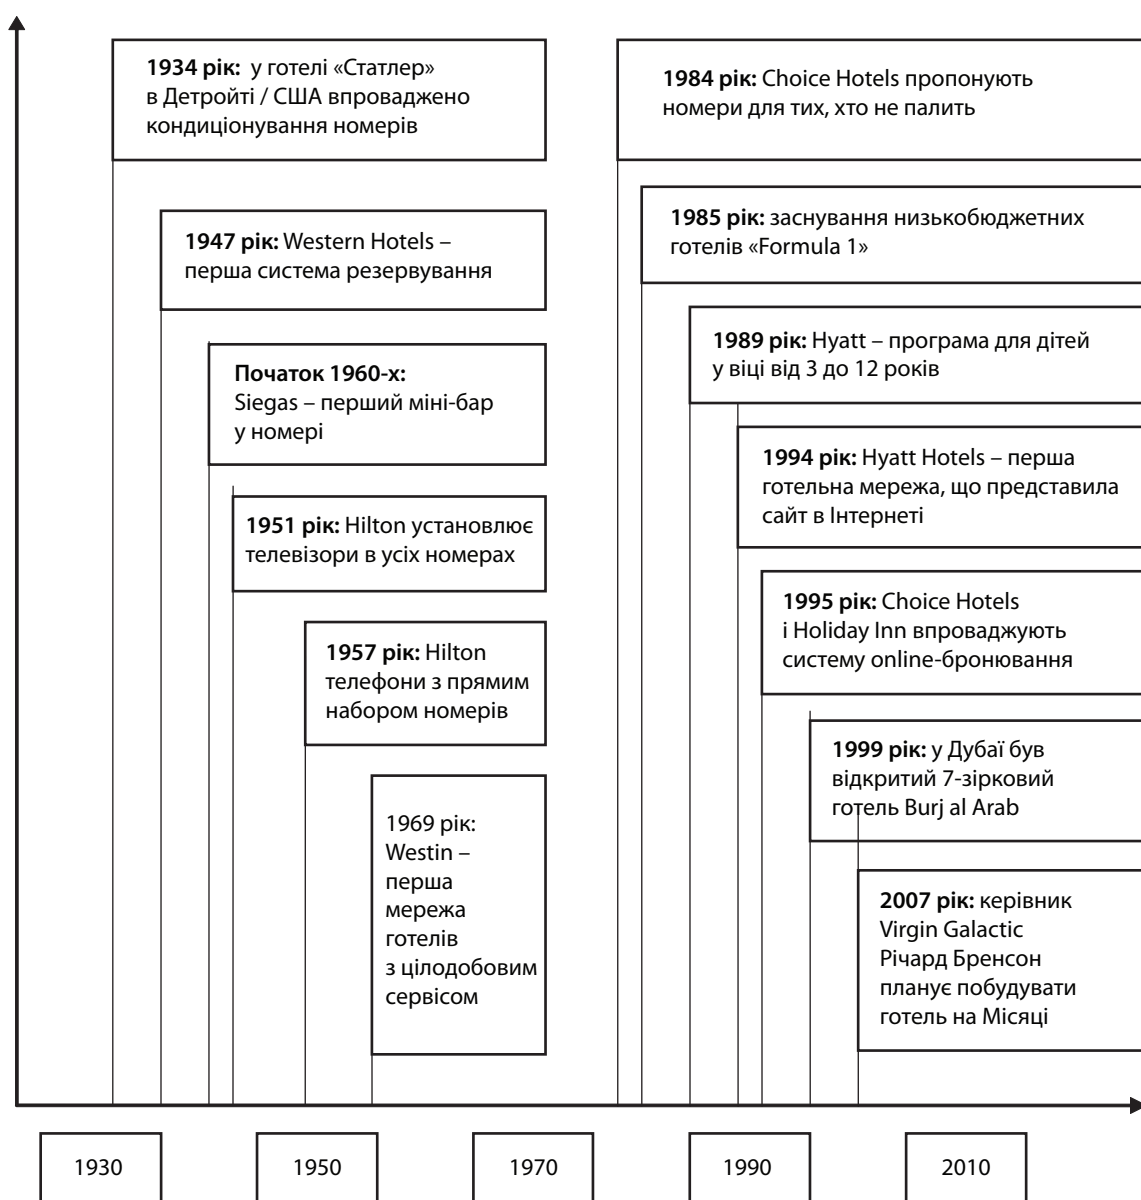 1934 рік: у готелі «Статлер»
в Детройті / США впроваджено
кондиціонування номерів
1947 рік: Western Hotels –
перша система резервування
Початок 1960-х:
Siegas – перший міні-бар
у номері
1951 рік: Hilton установлює
телевізори в усіх номерах
1957 рік: Hilton
телефони з прямим
набором номерів
1969 рік:
Westin –
перша
мережа
готелів
з цілодобовим
сервісом
1984 рік: Choice Hotels пропонують
номери для тих, хто не палить
1985 рік: заснування низькобюджетних
готелів «Formula 1»
1989 рік: Hyatt – програма для дітей
у віці від 3 до 12 років
1994 рік: Hyatt Hotels – перша
готельна мережа, що представила
сайт в Інтернеті
1995 рік: Choice Hotels
і Holiday Inn впроваджують
систему online-бронювання
1999 рік: у Дубаї був
відкритий 7-зірковий
готель Burj al Arab
2007 рік: керівник
Virgin Galactic
Річард Бренсон
планує побудувати
готель на Місяці
1930
1950
1970
1990
2010